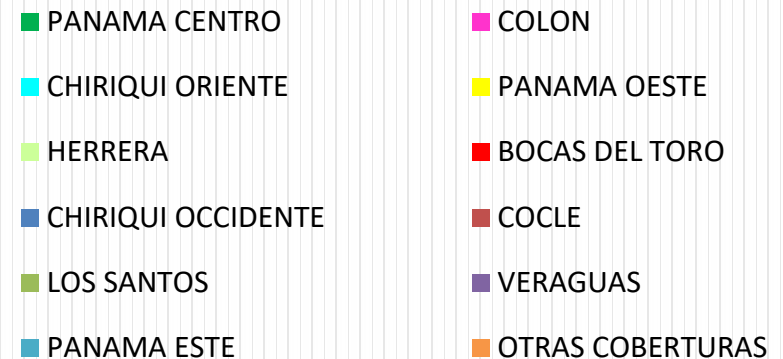 PANAMA CENTRO
COLON
CHIRIQUI ORIENTE
PANAMA OESTE
HERRERA
BOCAS DEL TORO
CHIRIQUI OCCIDENTE
COCLE
LOS SANTOS
VERAGUAS
PANAMA ESTE
OTRAS COBERTURAS